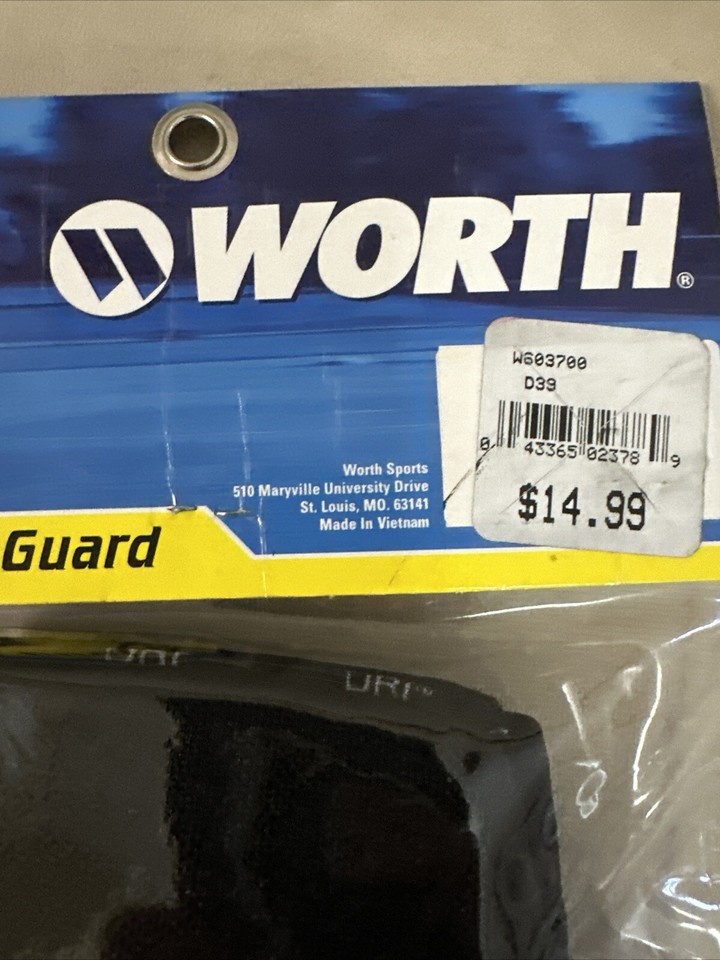 WORTH®
W603700
D39
0 43365 02378 9
$14.99
Worth Sports
510 Maryville University Drive
St. Louis, MO. 63141
Made In Vietnam
Guard
DRI™